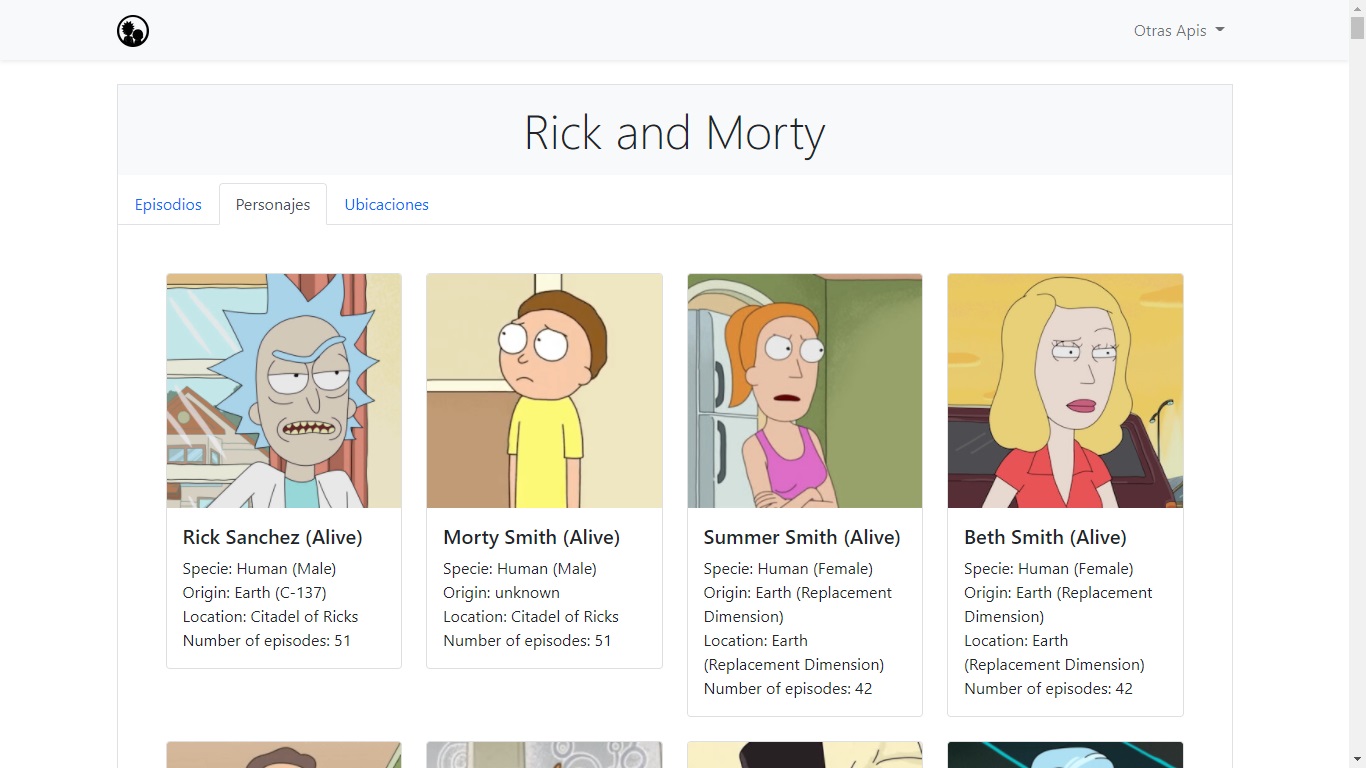 Otras Apis
Rick and Morty
Episodios
Personajes
Ubicaciones
Rick Sanchez (Alive)
Specie: Human (Male)
Origin: Earth (C-137)
Location: Citadel of Ricks
Number of episodes: 51
Morty Smith (Alive)
Specie: Human (Male)
Origin: unknown
Location: Citadel of Ricks
Number of episodes: 51
Summer Smith (Alive)
Specie: Human (Female)
Origin: Earth (Replacement
Dimension)
Location: Earth
(Replacement Dimension)
Number of episodes: 42
Beth Smith (Alive)
Specie: Human (Female)
Origin: Earth (Replacement
Dimension)
Location: Earth
(Replacement Dimension)
Number of episodes: 42